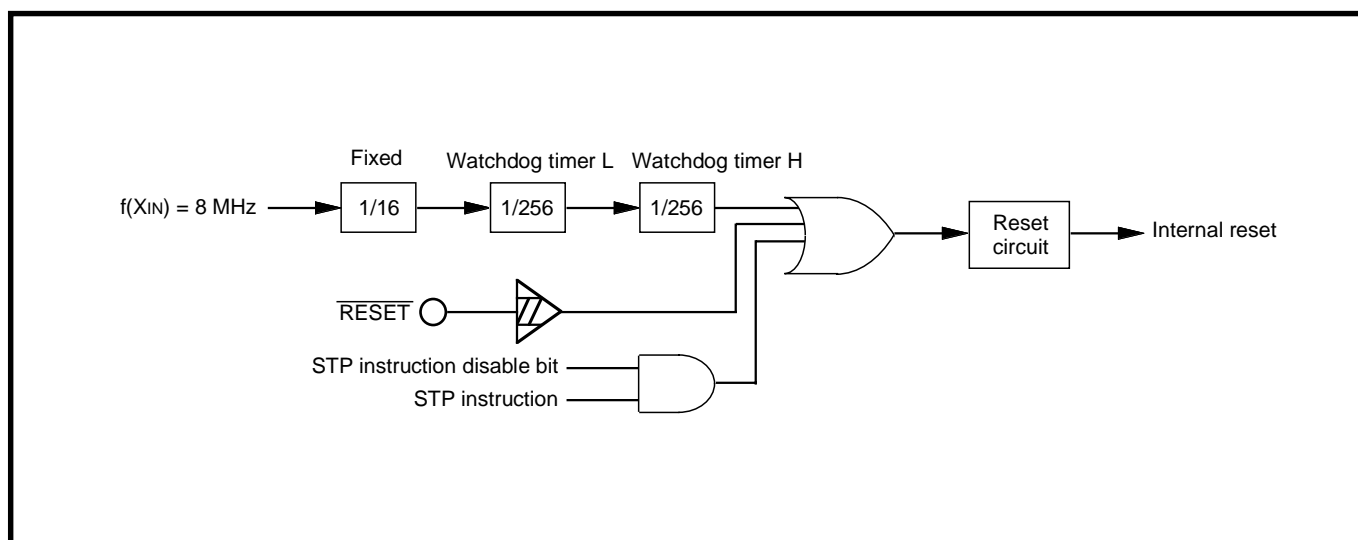 Fixed
Watchdog timer L
Watchdog timer H
f(XIN) = 8 MHz
1/16
1/256
1/256
Reset
circuit
Internal reset
RESET
STP instruction disable bit
STP instruction